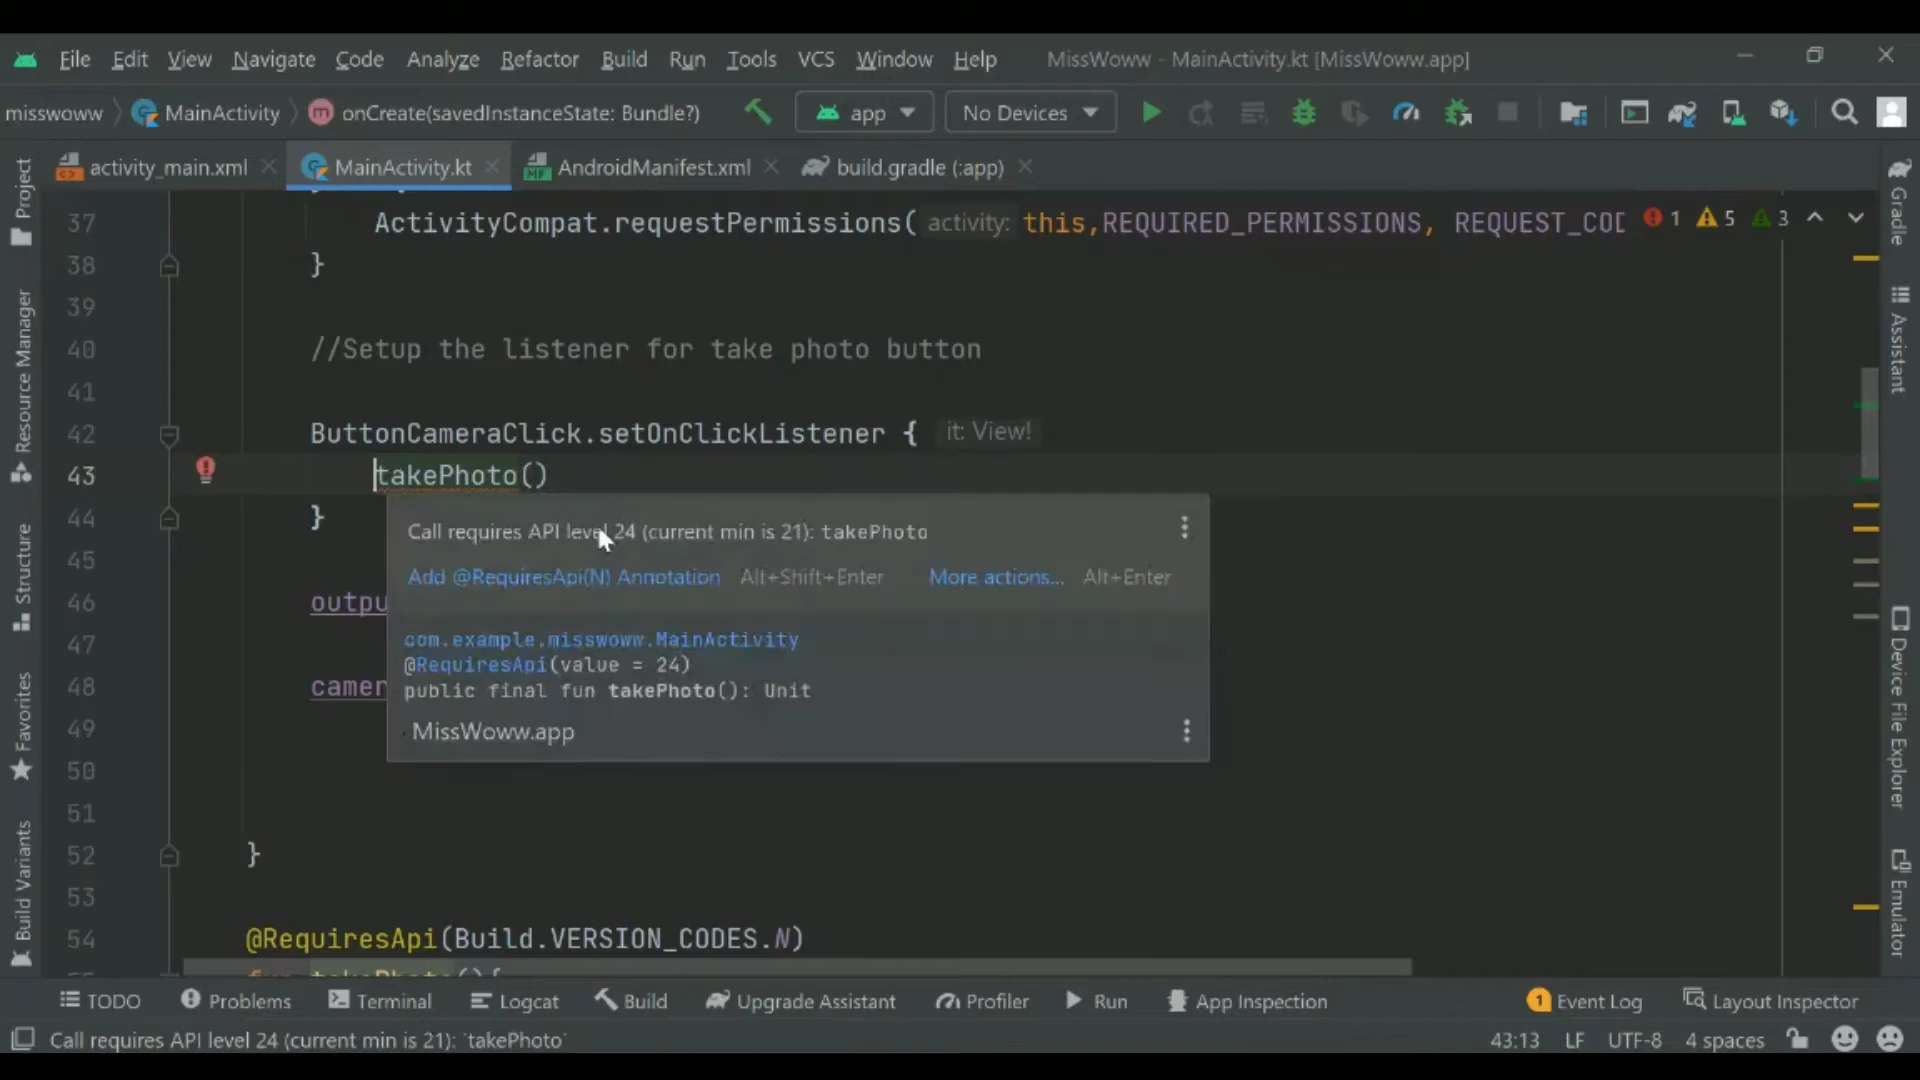 File Edit View Navigate Code Analyze Refactor Build Run Tools VCS Window Help MissWoww - MainActivity.kt [MissWoww.app]
misswoww MainActivity m onCreate(savedInstanceState: Bundle?) app No Devices
activity_main.xml MainActivity.kt MF AndroidManifest.xml build.gradle (:app)
Project
Resource Manager
Structure
Favorites
Build Variants
37 ActivityCompat.requestPermissions( activity: this,REQUIRED_PERMISSIONS, REQUEST_COD 1 5 3
38 }
39
40 //Setup the listener for take photo button
41
42 ButtonCameraClick.setOnClickListener { it: View!
43 takePhoto()
44 }
45
46 outpu
47
48 camer
49
50
51
52 }
53
54 @RequiresApi(Build.VERSION_CODES.N)
Call requires API level 24 (current min is 21): takePhoto
Add @RequiresApi(N) Annotation Alt+Shift+Enter More actions... Alt+Enter
com.example.misswoww.MainActivity
@RequiresApi(value = 24)
public final fun takePhoto(): Unit
MissWoww.app
Gradle
Assistant
Device File Explorer
Emulator
TODO Problems Terminal Logcat Build Upgrade Assistant Profiler Run App Inspection 1 Event Log Layout Inspector
Call requires API level 24 (current min is 21): `takePhoto` 43:13 LF UTF-8 4 spaces